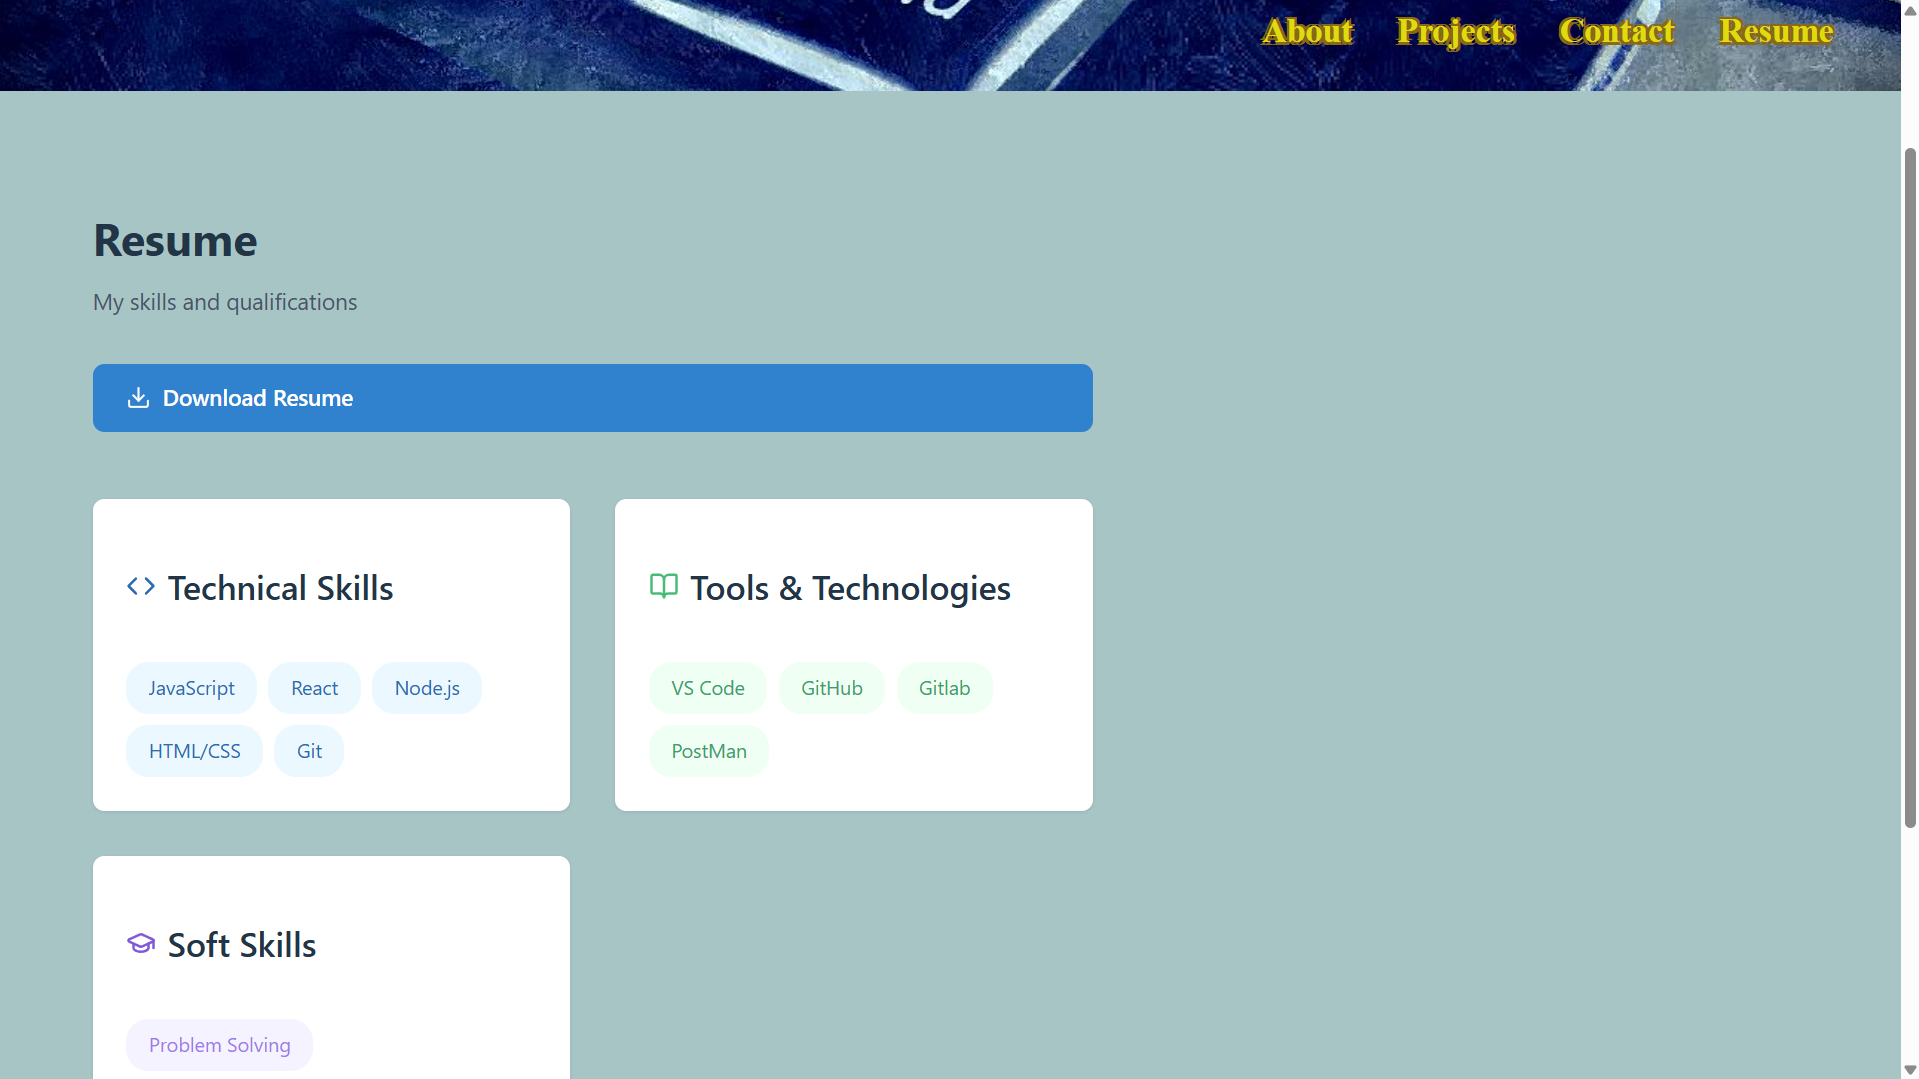 About Projects Contact Resume
Resume
My skills and qualifications
Download Resume
Technical Skills
JavaScript React Node.js
HTML/CSS Git
Tools & Technologies
VS Code GitHub Gitlab
PostMan
Soft Skills
Problem Solving